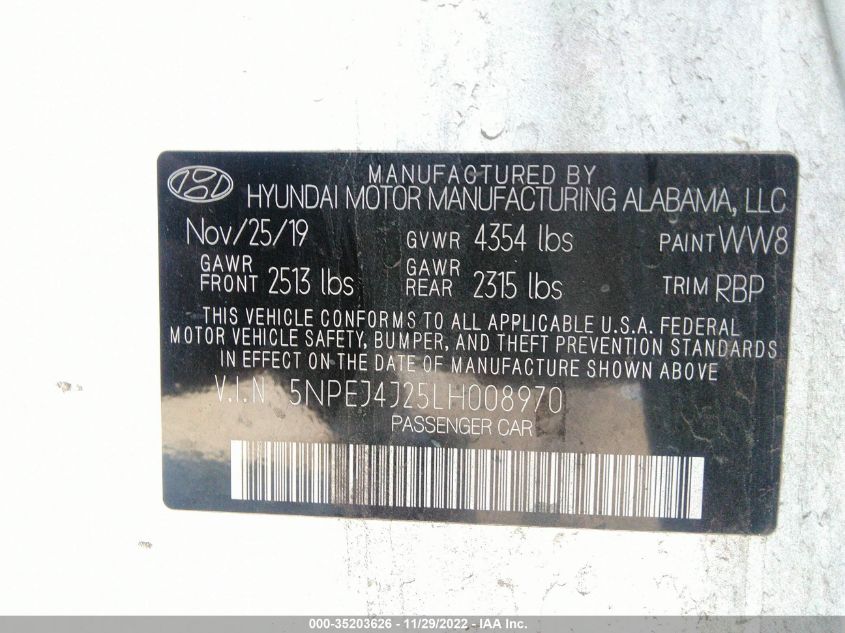 MANUFACTURED BY
HYUNDAI MOTOR MANUFACTURING ALABAMA, LLC
Nov/25/19 GVWR 4354 lbs PAINT WW8
GAWR FRONT 2513 lbs GAWR REAR 2315 lbs TRIM RBP
THIS VEHICLE CONFORMS TO ALL APPLICABLE U.S.A. FEDERAL
MOTOR VEHICLE SAFETY, BUMPER, AND THEFT PREVENTION STANDARDS
IN EFFECT ON THE DATE OF MANUFACTURE SHOWN ABOVE
V.I.N 5NPEJ4J25LH008970
PASSENGER CAR
000-35203626 - 11/29/2022 - IAA Inc.